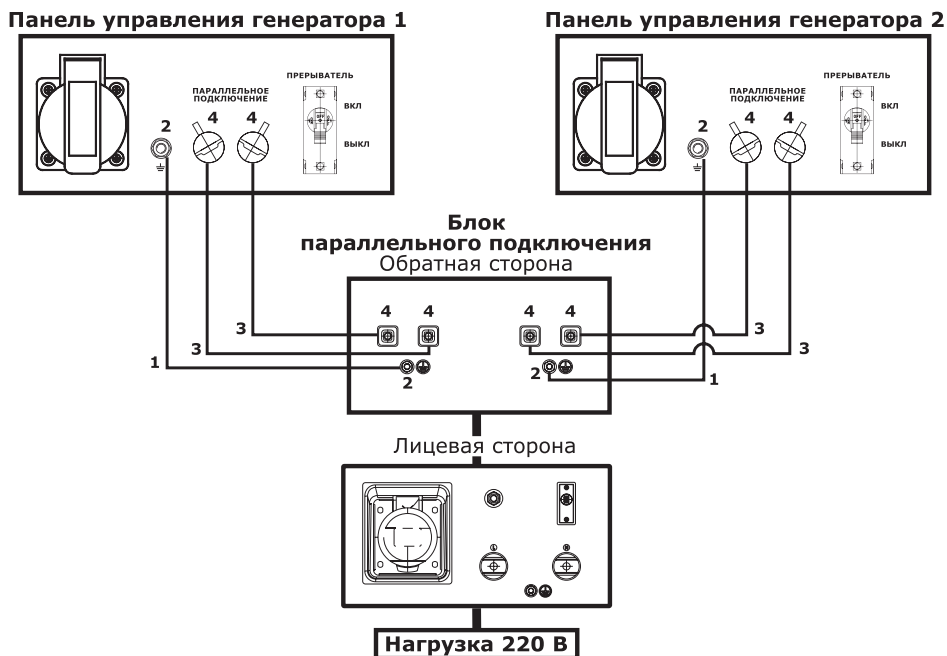 Панель управления генератора 1
Панель управления генератора 2
ПРЕРЫВАТЕЛЬ
ПАРАЛЛЕЛЬНОЕ
ПОДКЛЮЧЕНИЕ
ВКЛ
2
4
4
ВЫКЛ
ПРЕРЫВАТЕЛЬ
ПАРАЛЛЕЛЬНОЕ
ПОДКЛЮЧЕНИЕ
ВКЛ
2
4
4
ВЫКЛ
Блок
параллельного подключения
Обратная сторона
4
4
4
4
3
3
3
3
1
2
2
1
Лицевая сторона
Нагрузка 220 В